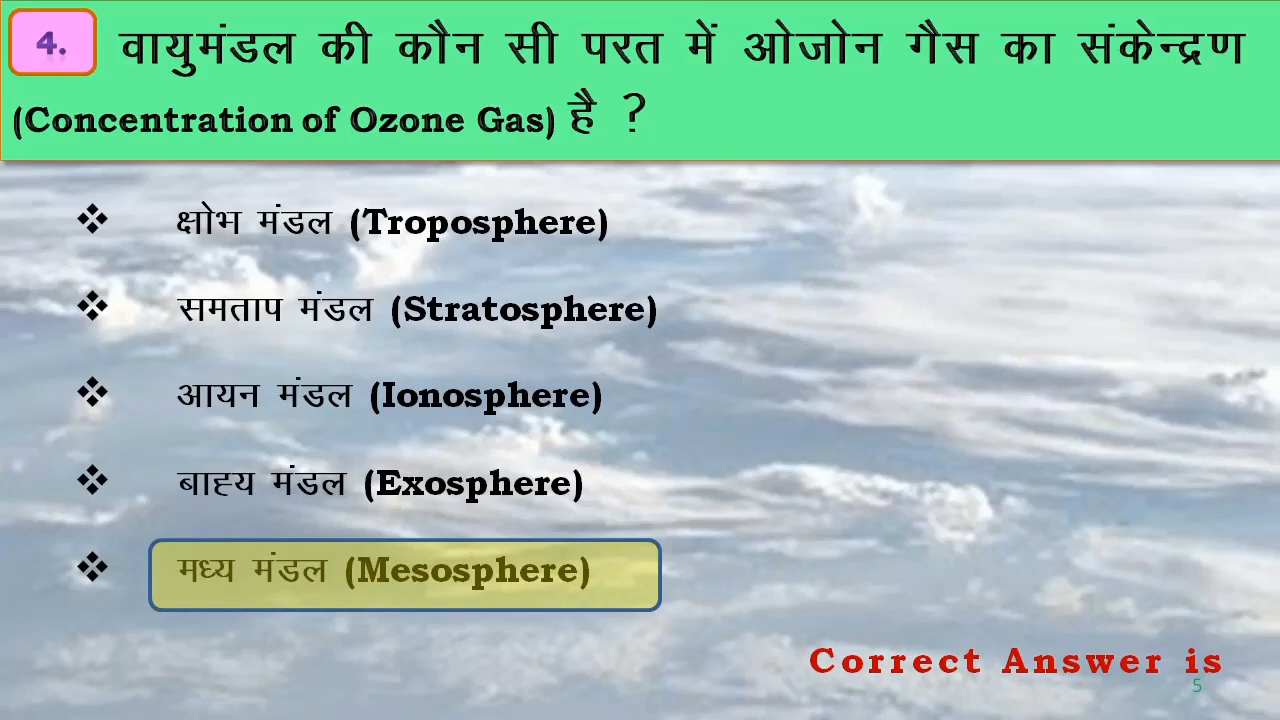 4. वायुमंडल की कौन सी परत में ओजोन गैस का संकेन्द्रण
(Concentration of Ozone Gas) है ?
❖ क्षोभ मंडल (Troposphere)
❖ समताप मंडल (Stratosphere)
❖ आयन मंडल (Ionosphere)
❖ बाह्य मंडल (Exosphere)
❖ मध्य मंडल (Mesosphere)
Correct Answer is
5